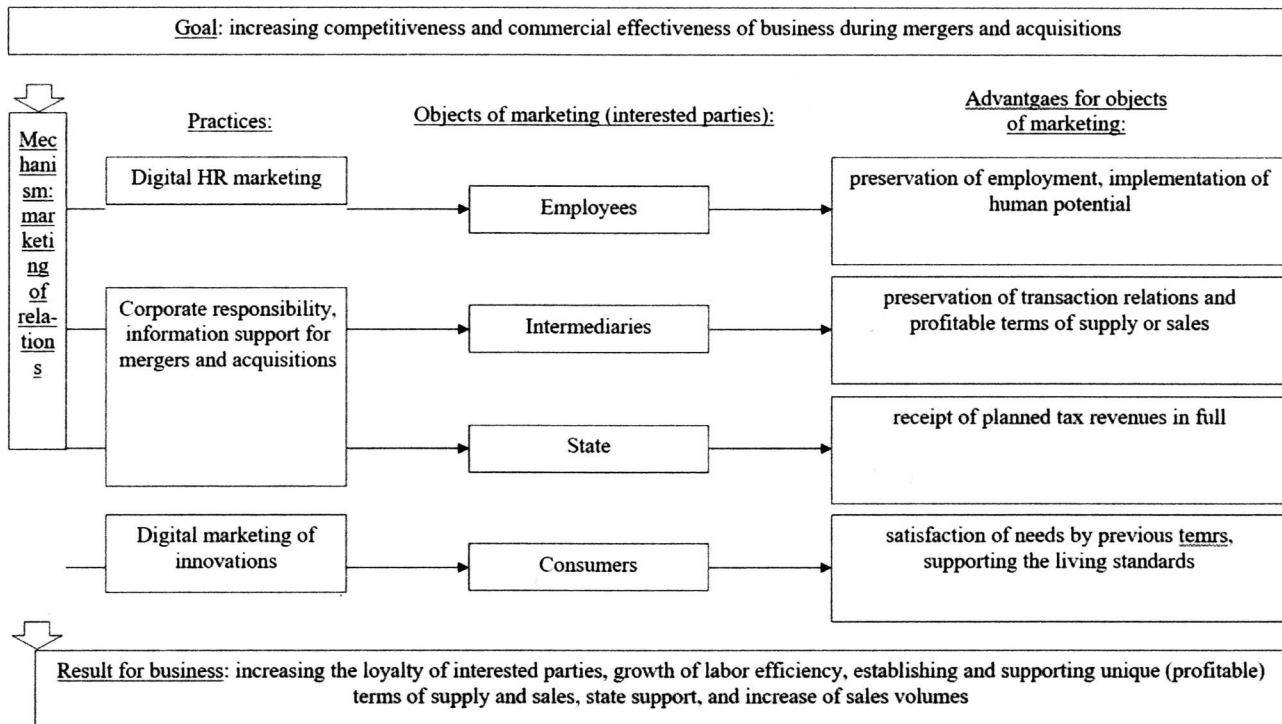 Goal: increasing competitiveness and commercial effectiveness of business during mergers and acquisitions
Mec
hani
sm:
mar
keti
ng
of
rela-
tion
s
Practices:
Digital HR marketing
Corporate responsibility,
information support for
mergers and acquisitions
Digital marketing of
innovations
Objects of marketing (interested parties):
Employees
Intermediaries
State
Consumers
Advantgaes for objects
of marketing:
preservation of employment, implementation of
human potential
preservation of transaction relations and
profitable terms of supply or sales
receipt of planned tax revenues in full
satisfaction of needs by previous temrs,
supporting the living standards
Result for business: increasing the loyalty of interested parties, growth of labor efficiency, establishing and supporting unique (profitable)
terms of supply and sales, state support, and increase of sales volumes